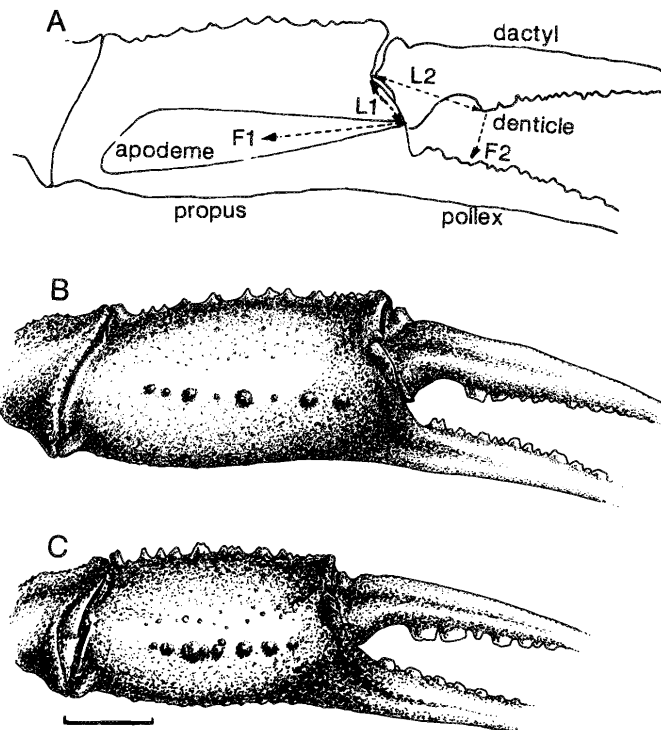 A
dactyl
L2
L1
denticle
F1
F2
apodeme
propus
pollex
B
C